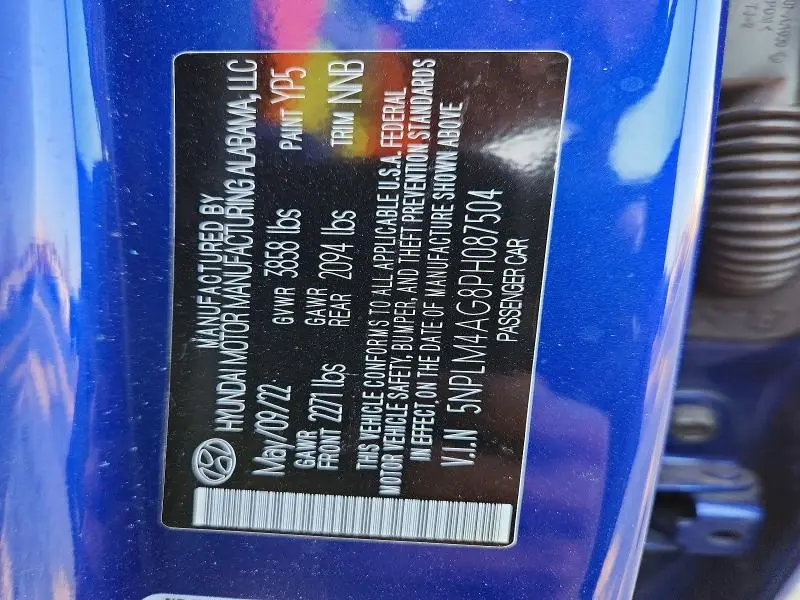 MANUFACTURED BY
HYUNDAI MOTOR MANUFACTURING ALABAMA, LLC
May/09/22 GVWR 3858 lbs PAINT YP5
GAWR FRONT 2271 lbs GAWR REAR 2094 lbs TRIM NNB
THIS VEHICLE CONFORMS TO ALL APPLICABLE U.S.A. FEDERAL
MOTOR VEHICLE SAFETY, BUMPER, AND THEFT PREVENTION STANDARDS
IN EFFECT, ON THE DATE OF MANUFACTURE SHOWN ABOVE
V.I.N 5NPLM4AG8PH087504
PASSENGER CAR